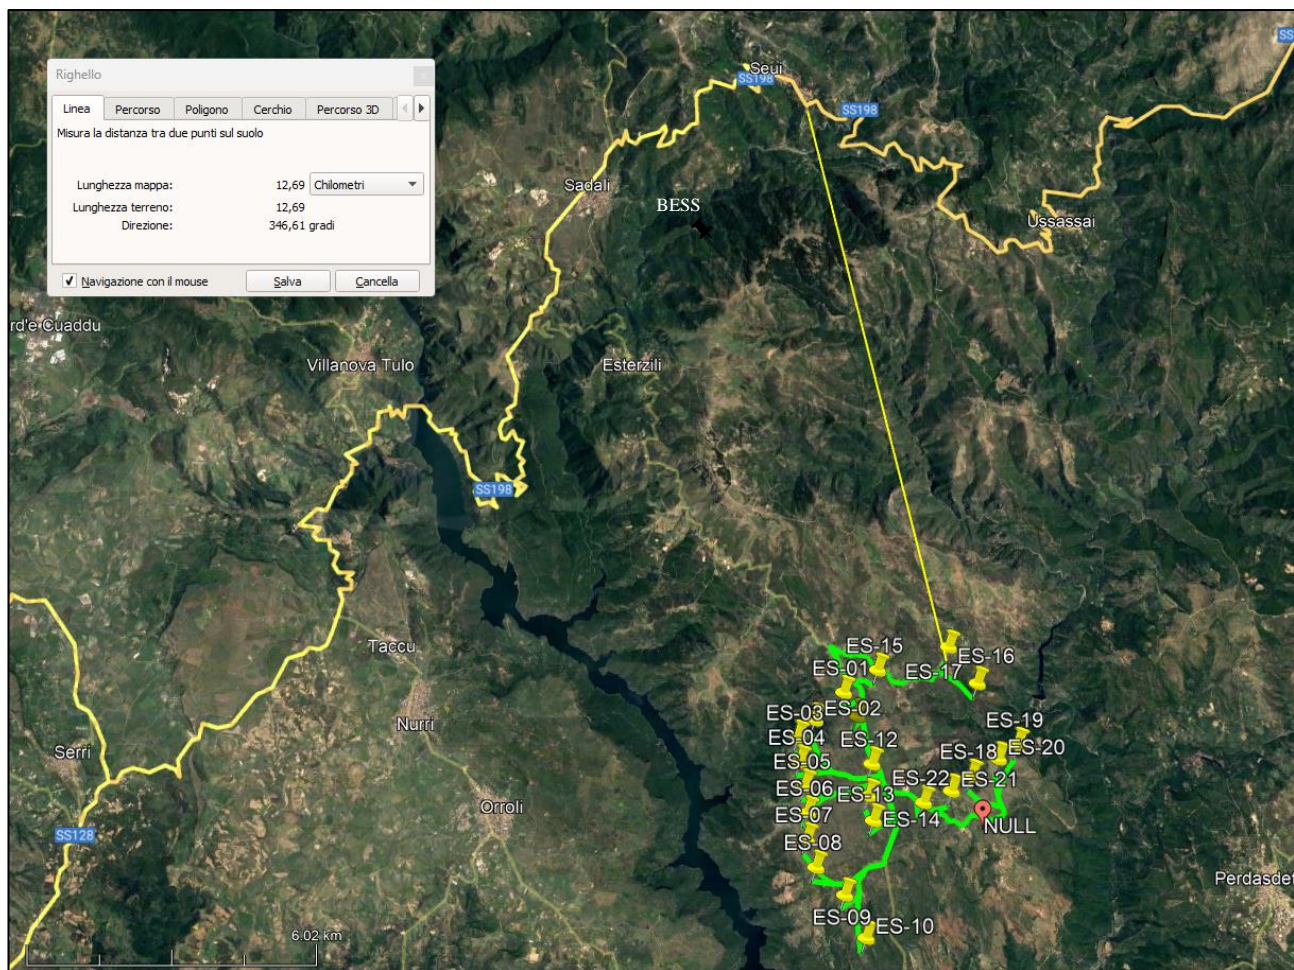 Righello
Linea Percorso Poligono Cerchio Percorso 3D
Misura la distanza tra due punti sul suolo
Lunghezza mappa: 12,69 Chilometri
Lunghezza terreno: 12,69
Direzione: 346,61 gradi
Navigazione con il mouse Salva Cancella
SS
Seui
SS198
SS198
Sadali
BESS
Ussassai
rd'e Cuaddu
Villanova Tulo
Esterzili
SS198
Taccu
ES-15
ES-16
ES-01
ES-17
Nurri
ES-03
ES-02
ES-19
ES-04
Serri
ES-12
ES-18
ES-20
ES-05
ES-22
ES-21
ES-06
ES-13
Orroli
ES-07
ES-14
NULL
SS128
ES-08
Perdasdef
ES-09
ES-10
6.02 km